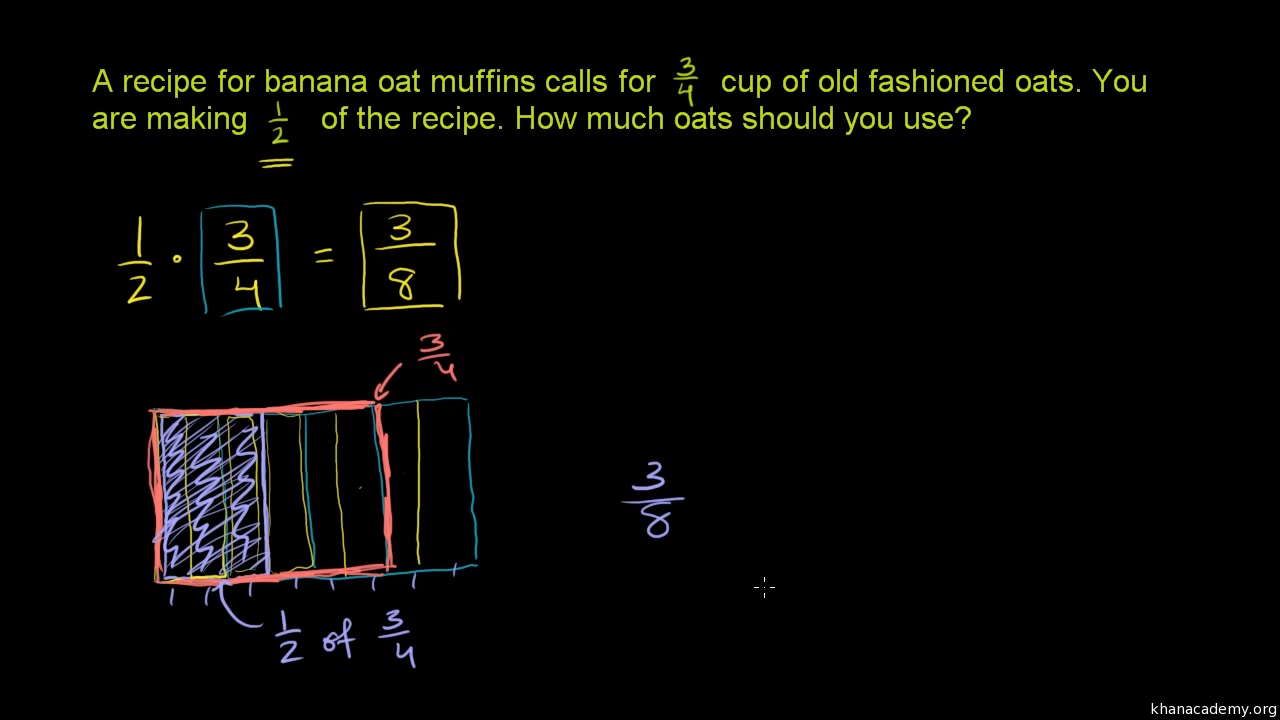 A recipe for banana oat muffins calls for 3/4 cup of old fashioned oats. You
are making 1/2 of the recipe. How much oats should you use?
1/2 · 3/4 = 3/8
3/4
3/8
1/2 of 3/4
khanacademy.org